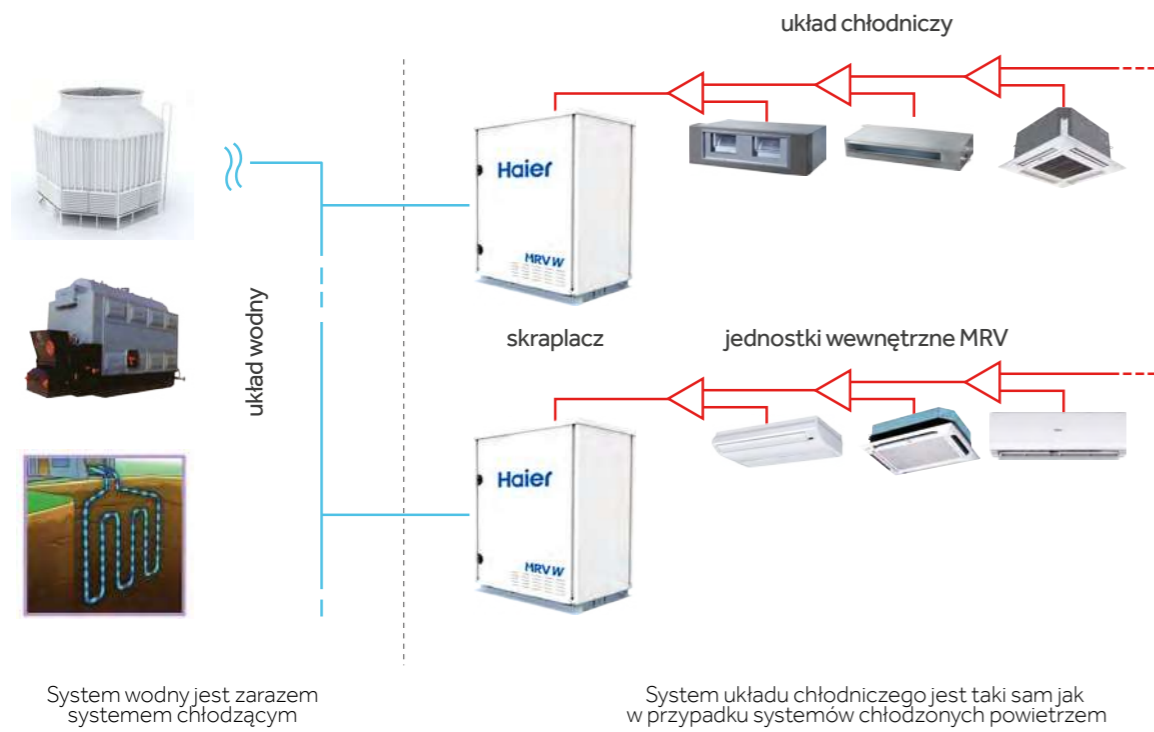 układ chłodniczy
Haier
MRV W
układ wodny
skraplacz
jednostki wewnętrzne MRV
Haier
MRV W
System wodny jest zarazem
systemem chłodzącym
System układu chłodniczego jest taki sam jak
w przypadku systemów chłodzonych powietrzem